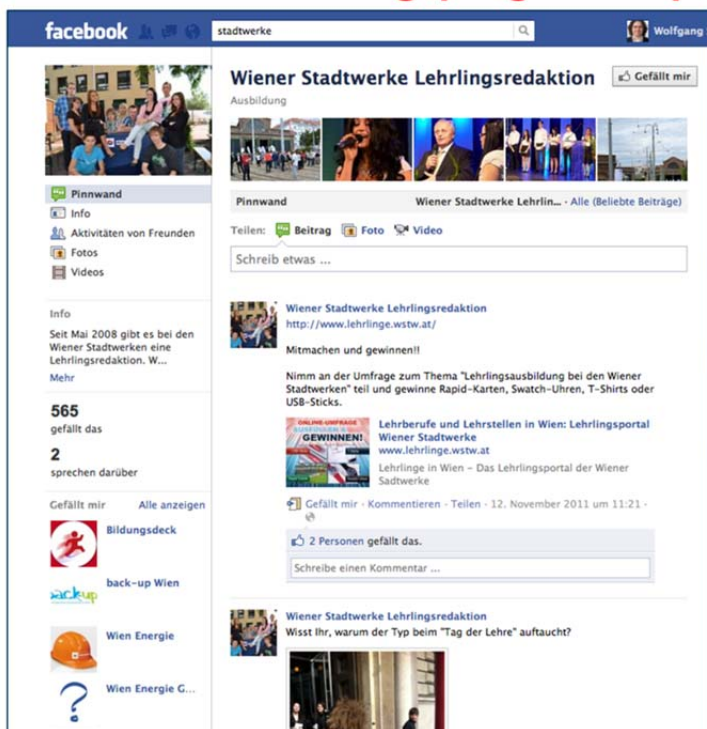 facebook
stadtwerke
Wolfgang
Wiener Stadtwerke Lehrlingsredaktion
Gefällt mir
Ausbildung
Pinnwand
Info
Aktivitäten von Freunden
Fotos
Videos
Info
Seit Mai 2008 gibt es bei den
Wiener Stadtwerken eine
Lehrlingsredaktion. W...
Mehr
565
gefällt das
2
sprechen darüber
Gefällt mir Alle anzeigen
Bildungsdeck
back-up
back-up Wien
Wien Energie
Wien Energie G...
Pinnwand Wiener Stadtwerke Lehrlin... · Alle (Beliebte Beiträge)
Teilen: Beitrag Foto Video
Schreib etwas ...
Wiener Stadtwerke Lehrlingsredaktion
http://www.lehrlinge.wstw.at/
Mitmachen und gewinnen!!
Nimm an der Umfrage zum Thema "Lehrlingsausbildung bei den Wiener
Stadtwerken" teil und gewinne Rapid-Karten, Swatch-Uhren, T-Shirts oder
USB-Sticks.
ONLINE-UMFRAGE
AUSFÜLLEN &
GEWINNEN!
Lehrberufe und Lehrstellen in Wien: Lehrlingsportal
Wiener Stadtwerke
www.lehrlinge.wstw.at
Lehrlinge in Wien – Das Lehrlingsportal der Wiener
Sadtwerke
Gefällt mir · Kommentieren · Teilen · 12. November 2011 um 11:21 ·
2 Personen gefällt das.
Schreibe einen Kommentar ...
Wiener Stadtwerke Lehrlingsredaktion
Wisst Ihr, warum der Typ beim "Tag der Lehre" auftaucht?